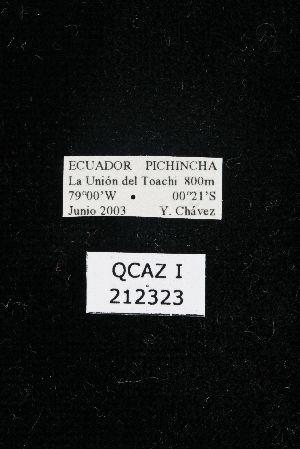 ECUADOR PICHINCHA
La Unión del Toachi 800m
79°00'W • 00°21'S
Junio 2003 Y. Chávez
QCAZ I
212323